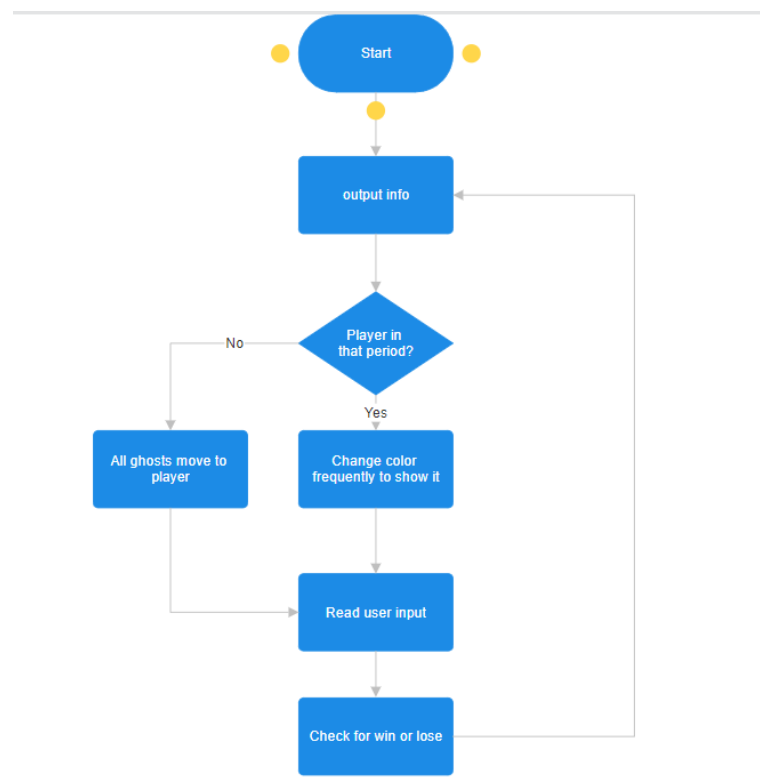 Start
output info
Player in
that period?
No
Yes
All ghosts move to
player
Change color
frequently to show it
Read user input
Check for win or lose